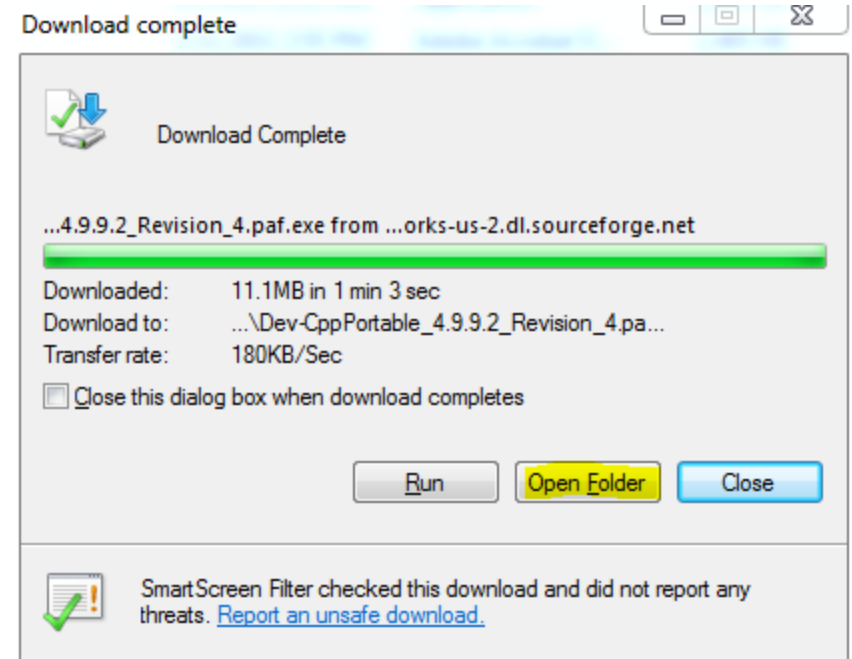 Download complete
Download Complete
...4.9.9.2_Revision_4.paf.exe from ...orks-us-2.dl.sourceforge.net
Downloaded: 11.1MB in 1 min 3 sec
Download to: ...\Dev-CppPortable_4.9.9.2_Revision_4.pa...
Transfer rate: 180KB/Sec
Close this dialog box when download completes
Run Open Folder Close
SmartScreen Filter checked this download and did not report any
threats. Report an unsafe download.